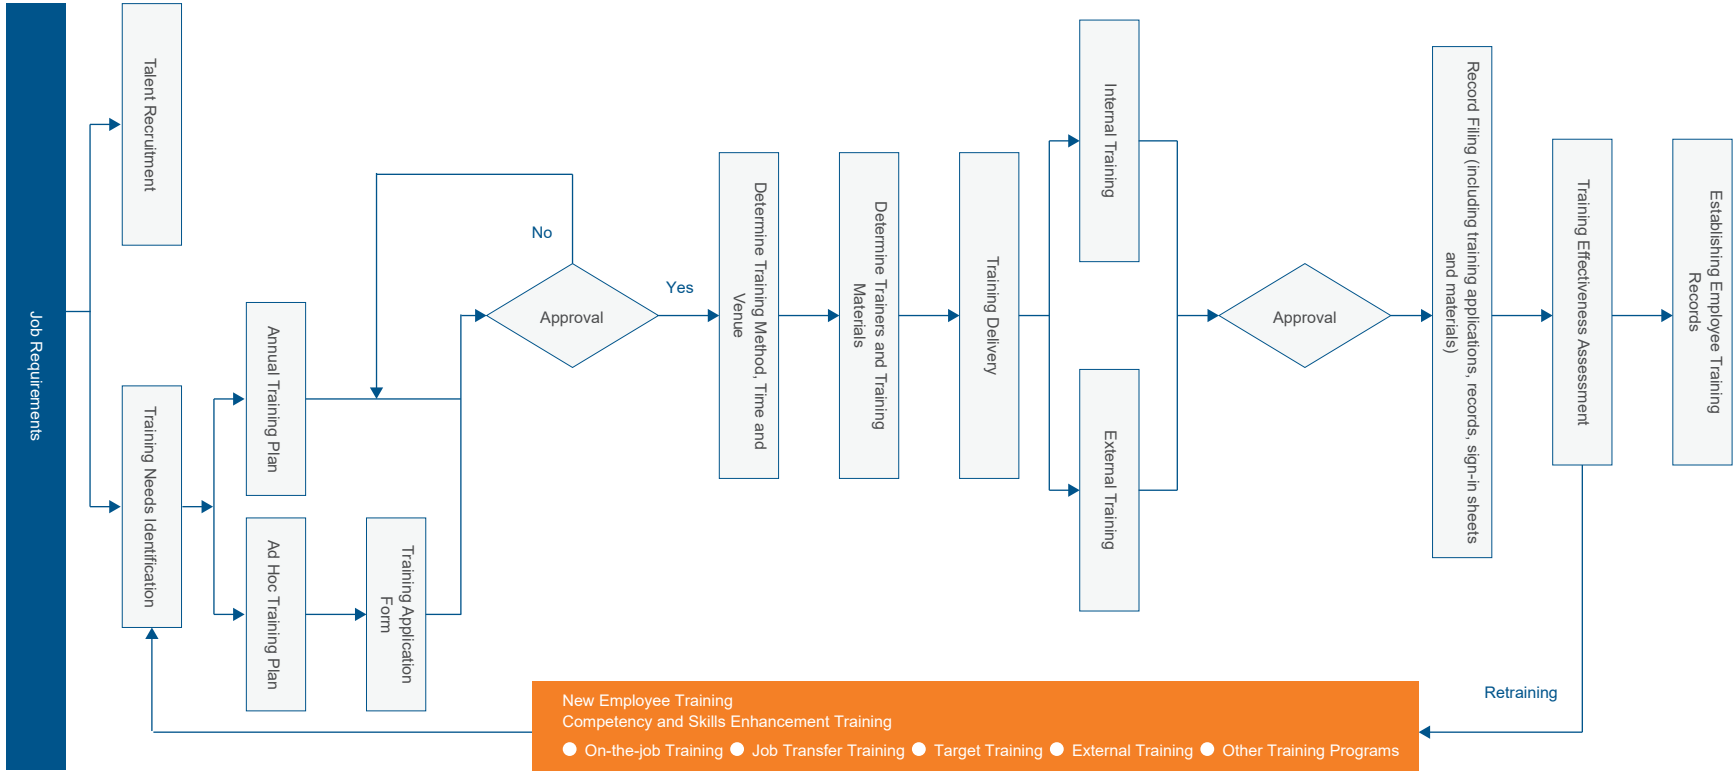 Job Requirements
Talent Recruitment
Training Needs Identification
Annual Training Plan
Ad Hoc Training Plan
Training Application
Form
No
Approval
Yes
Determine Training Method, Time and
Venue
Determine Trainers and Training
Materials
Training Delivery
Internal Training
External Training
Approval
Record Filing (including training applications, records, sign-in sheets
and materials)
Training Effectiveness Assessment
Establishing Employee Training
Records
Retraining
New Employee Training
Competency and Skills Enhancement Training
● On-the-job Training ● Job Transfer Training ● Target Training ● External Training ● Other Training Programs